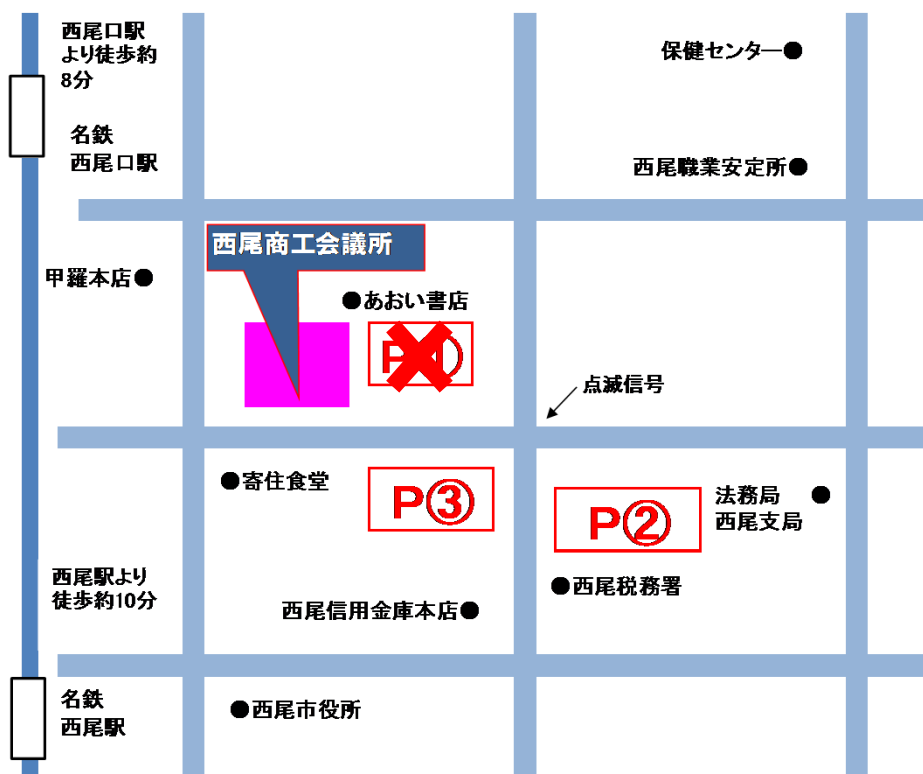 西尾口駅
より徒歩約
8分
保健センター●
名鉄
西尾口駅
西尾職業安定所●
西尾商工会議所
甲羅本店●
●あおい書店
P①
点滅信号
●寄住食堂
P③
P②
法務局 ●
西尾支局
西尾駅より
徒歩約10分
●西尾税務署
西尾信用金庫本店●
名鉄
西尾駅
●西尾市役所